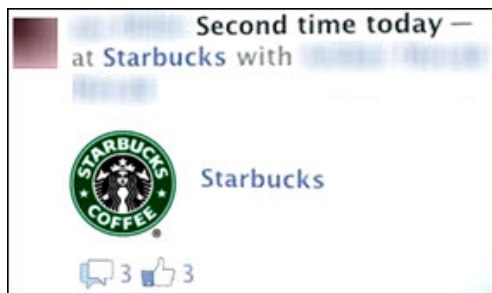 Second time today —
at Starbucks with
STARBUCKS
COFFEE
®
Starbucks
3 3